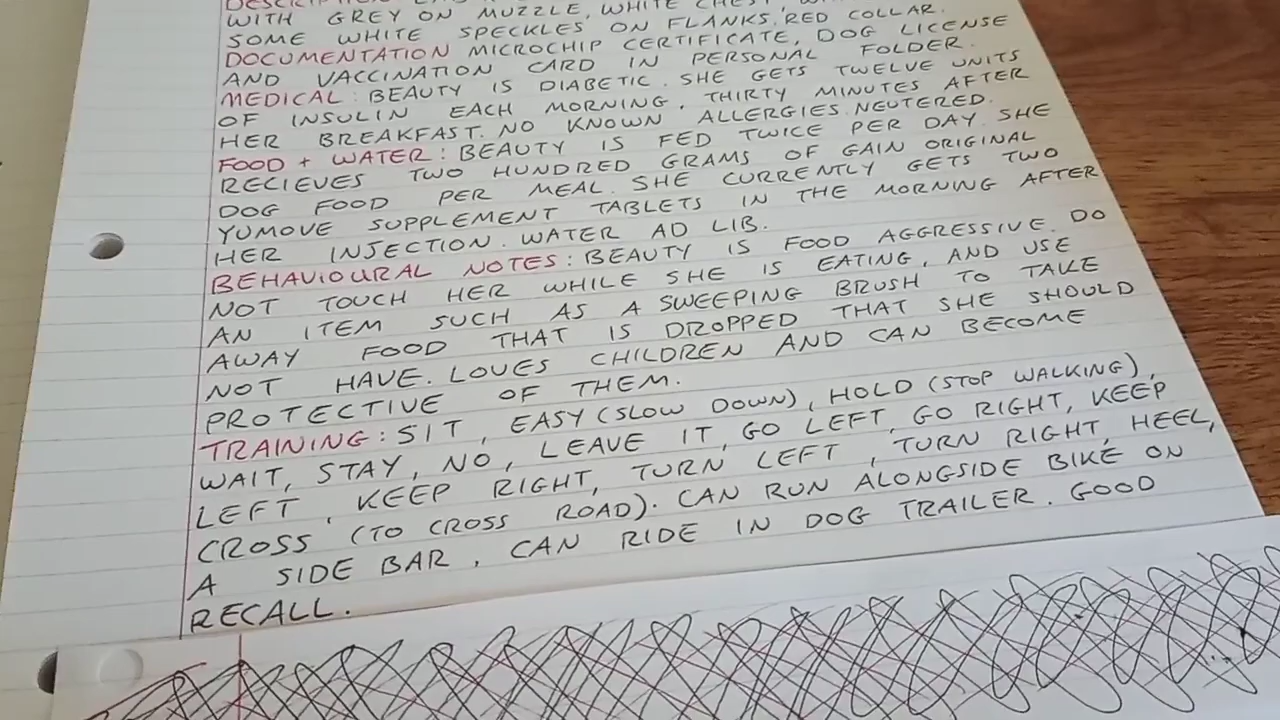 DESCRIPTION
WITH GREY ON MUZZLE, WHITE CHEST,
SOME WHITE SPECKLES ON FLANKS. RED COLLAR.
DOCUMENTATION MICROCHIP CERTIFICATE, DOG LICENSE
AND VACCINATION CARD IN PERSONAL FOLDER.
MEDICAL: BEAUTY IS DIABETIC. SHE GETS TWELVE UNITS
OF INSULIN EACH MORNING, THIRTY MINUTES AFTER
HER BREAKFAST. NO KNOWN ALLERGIES. NEUTERED.
FOOD + WATER: BEAUTY IS FED TWICE PER DAY. SHE
RECIEVES TWO HUNDRED GRAMS OF GAIN ORIGINAL
DOG FOOD PER MEAL. SHE CURRENTLY GETS TWO
YUMOVE SUPPLEMENT TABLETS IN THE MORNING AFTER
HER INJECTION. WATER AD LIB.
BEHAVIOURAL NOTES: BEAUTY IS FOOD AGGRESSIVE. DO
NOT TOUCH HER WHILE SHE IS EATING, AND USE
AN ITEM SUCH AS A SWEEPING BRUSH TO TAKE
AWAY FOOD THAT IS DROPPED THAT SHE SHOULD
NOT HAVE. LOVES CHILDREN AND CAN BECOME
PROTECTIVE OF THEM.
TRAINING: SIT, EASY (SLOW DOWN), HOLD (STOP WALKING),
WAIT, STAY, NO, LEAVE IT, GO LEFT, GO RIGHT, KEEP
LEFT, KEEP RIGHT, TURN LEFT, TURN RIGHT, HEEL,
CROSS (TO CROSS ROAD). CAN RUN ALONGSIDE BIKE ON
A SIDE BAR, CAN RIDE IN DOG TRAILER. GOOD
RECALL.